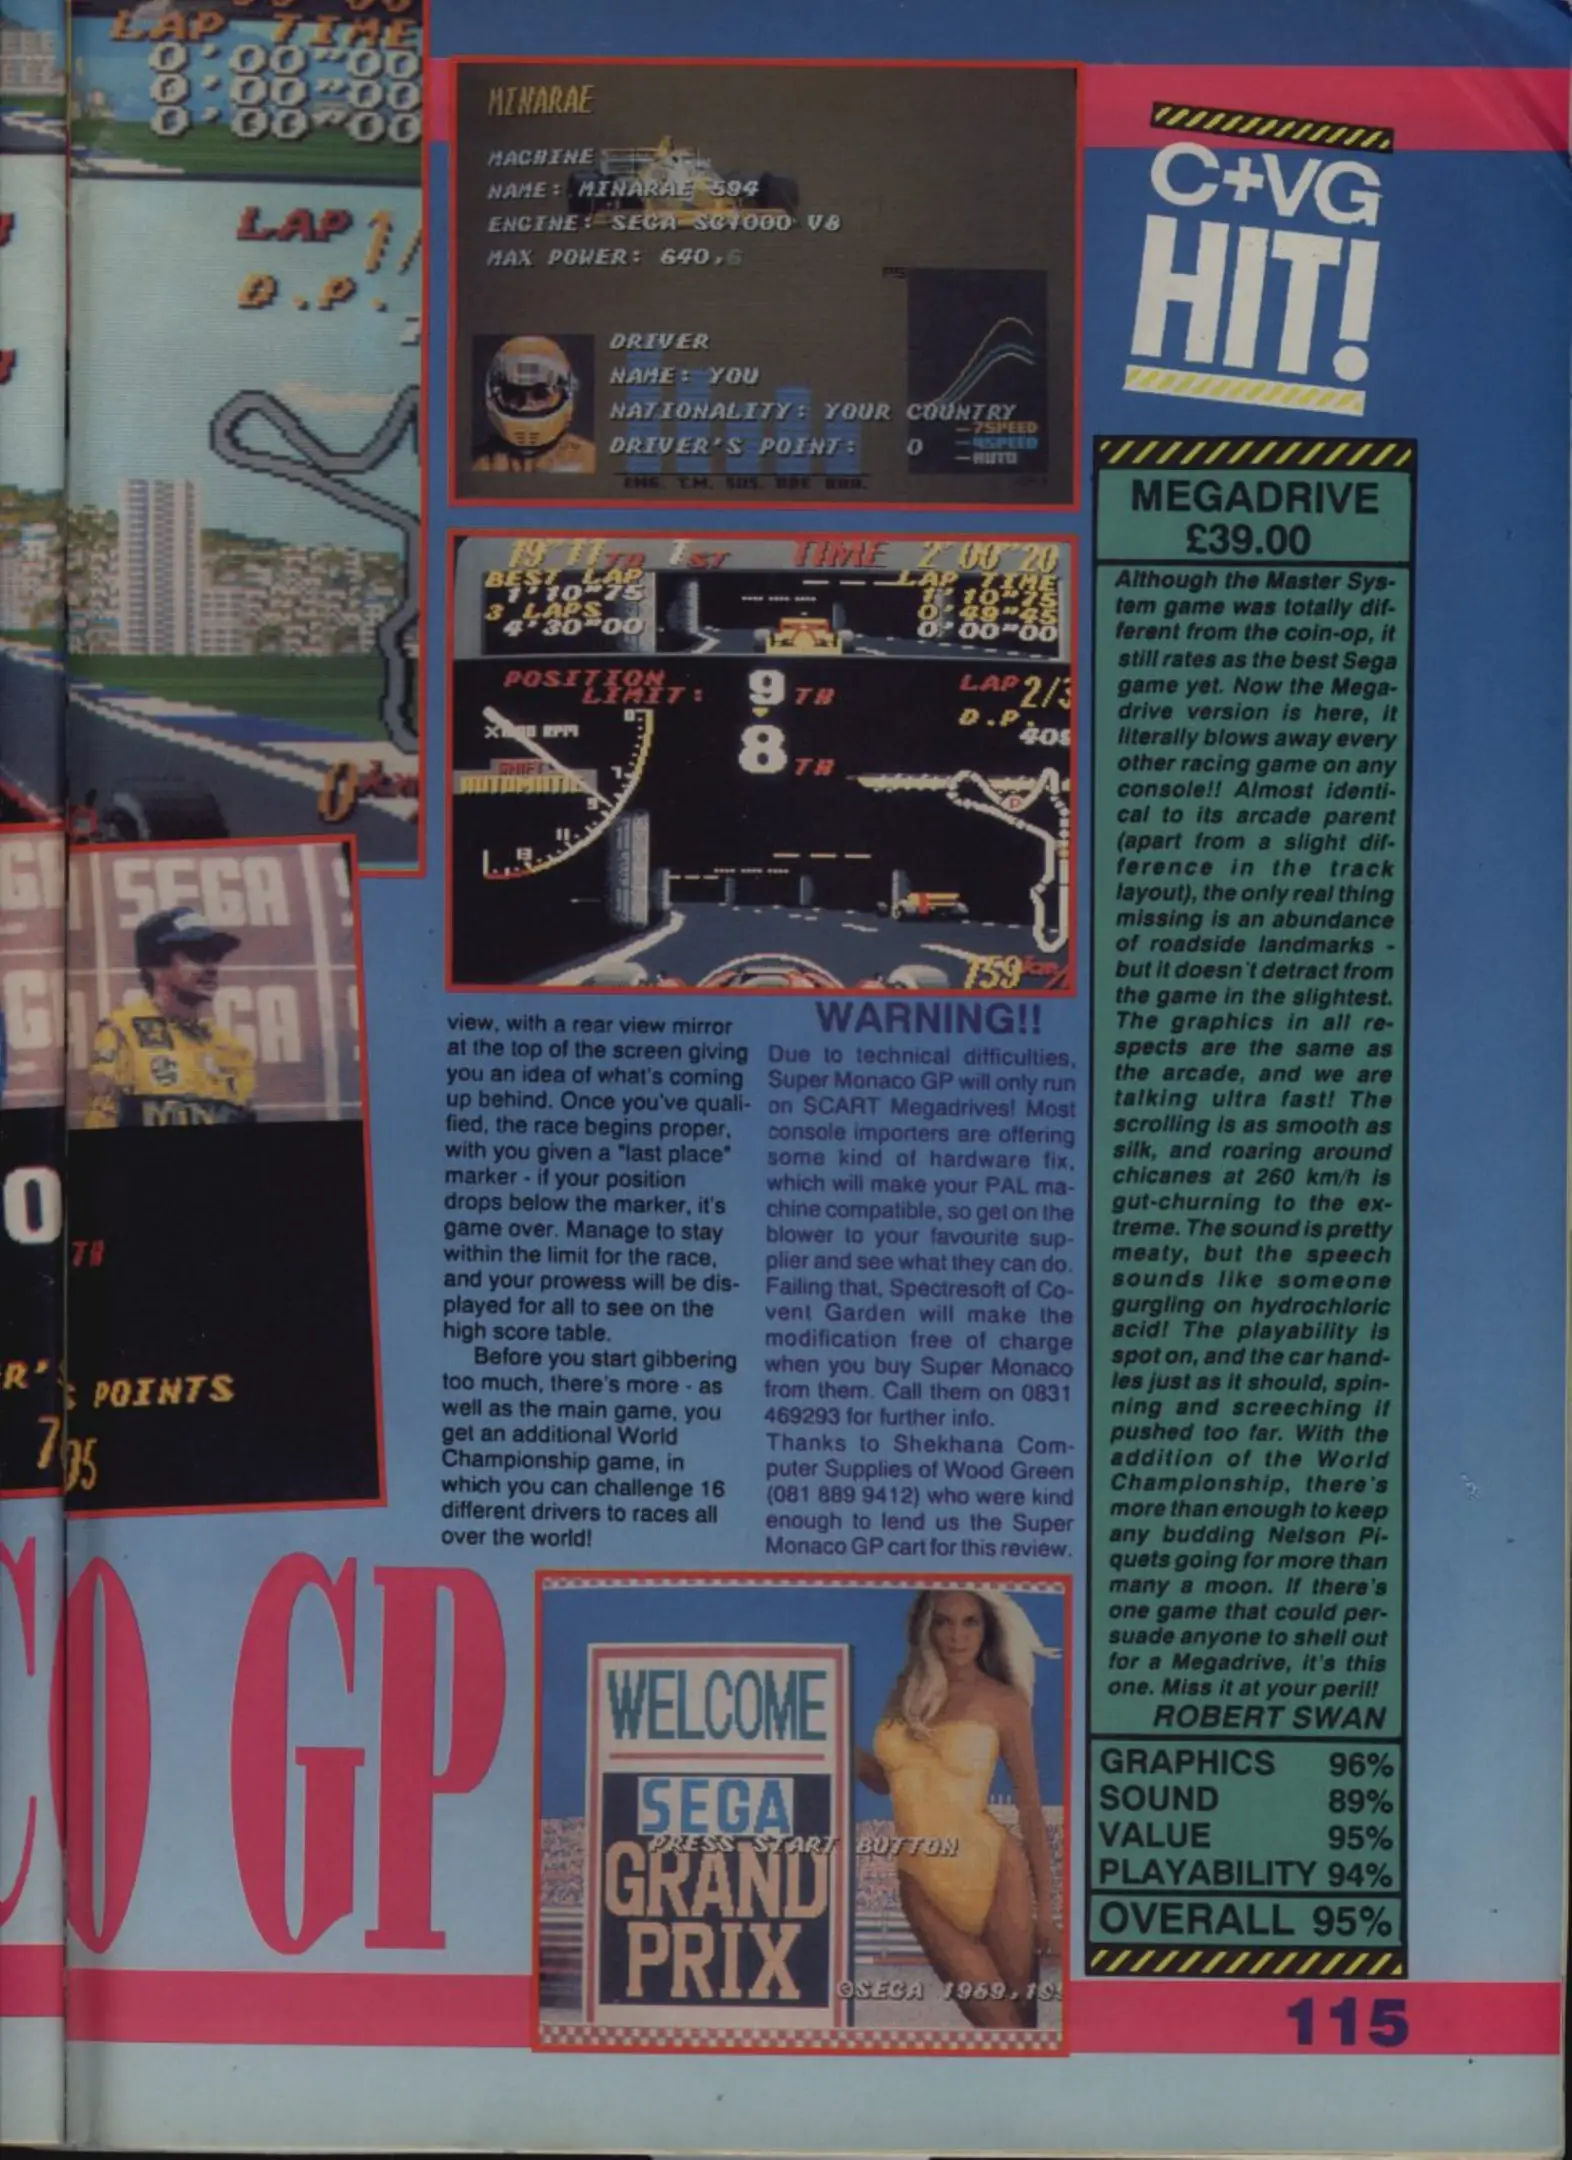 LAP TIME
0'00"00
0'00"00
0'00"00
LAP 1/
D.P.
0km
SEGA
SEGA
0
TH
R'S POINTS
705
CO GP
MINARAE
MACHINE
NAME: MINARAE 594
ENGINE: SEGA SG1000 V8
MAX POWER: 640,6
PS
DRIVER
NAME: YOU
NATIONALITY: YOUR COUNTRY
DRIVER'S POINT: 0
7SPEED
4SPEED
AUTO
ENG. T.M. SUS.
19"11 TO 1ST TIME 2'00"20
BEST LAP
1'10"75
3 LAPS
4'30"00
LAP TIME
1'10"75
0'49"45
0'00"00
POSITION
LIMIT:
9TH
8TH
LAP 2/3
D.P.
408
SHIFT
AUTOMATIC
P
159km/
view, with a rear view mirror
at the top of the screen giving
you an idea of what's coming
up behind. Once you've quali-
fied, the race begins proper,
with you given a "last place"
marker - if your position
drops below the marker, it's
game over. Manage to stay
within the limit for the race,
and your prowess will be dis-
played for all to see on the
high score table.
Before you start gibbering
too much, there's more - as
well as the main game, you
get an additional World
Championship game, in
which you can challenge 16
different drivers to races all
over the world!
WARNING!!
Due to technical difficulties,
Super Monaco GP will only run
on SCART Megadrives! Most
console importers are offering
some kind of hardware fix,
which will make your PAL ma-
chine compatible, so get on the
blower to your favourite sup-
plier and see what they can do.
Failing that, Spectresoft of Co-
vent Garden will make the
modification free of charge
when you buy Super Monaco
from them. Call them on 0831
469293 for further info.
Thanks to Shekhana Com-
puter Supplies of Wood Green
(081 889 9412) who were kind
enough to lend us the Super
Monaco GP cart for this review.
WELCOME
SEGA
PRESS START BUTTON
GRAND
PRIX
©SEGA 1989,19
C+VG
HIT!
MEGADRIVE
£39.00
Although the Master Sys-
tem game was totally dif-
ferent from the coin-op, it
still rates as the best Sega
game yet. Now the Mega-
drive version is here, it
literally blows away every
other racing game on any
console!! Almost identi-
cal to its arcade parent
(apart from a slight dif-
ference in the track
layout), the only real thing
missing is an abundance
of roadside landmarks -
but it doesn't detract from
the game in the slightest.
The graphics in all re-
spects are the same as
the arcade, and we are
talking ultra fast! The
scrolling is as smooth as
silk, and roaring around
chicanes at 260 km/h is
gut-churning to the ex-
treme. The sound is pretty
meaty, but the speech
sounds like someone
gurgling on hydrochloric
acid! The playability is
spot on, and the car hand-
les just as it should, spin-
ning and screeching if
pushed too far. With the
addition of the World
Championship, there's
more than enough to keep
any budding Nelson Pi-
quets going for more than
many a moon. If there's
one game that could per-
suade anyone to shell out
for a Megadrive, it's this
one. Miss it at your peril!
ROBERT SWAN
GRAPHICS 96%
SOUND 89%
VALUE 95%
PLAYABILITY 94%
OVERALL 95%
115